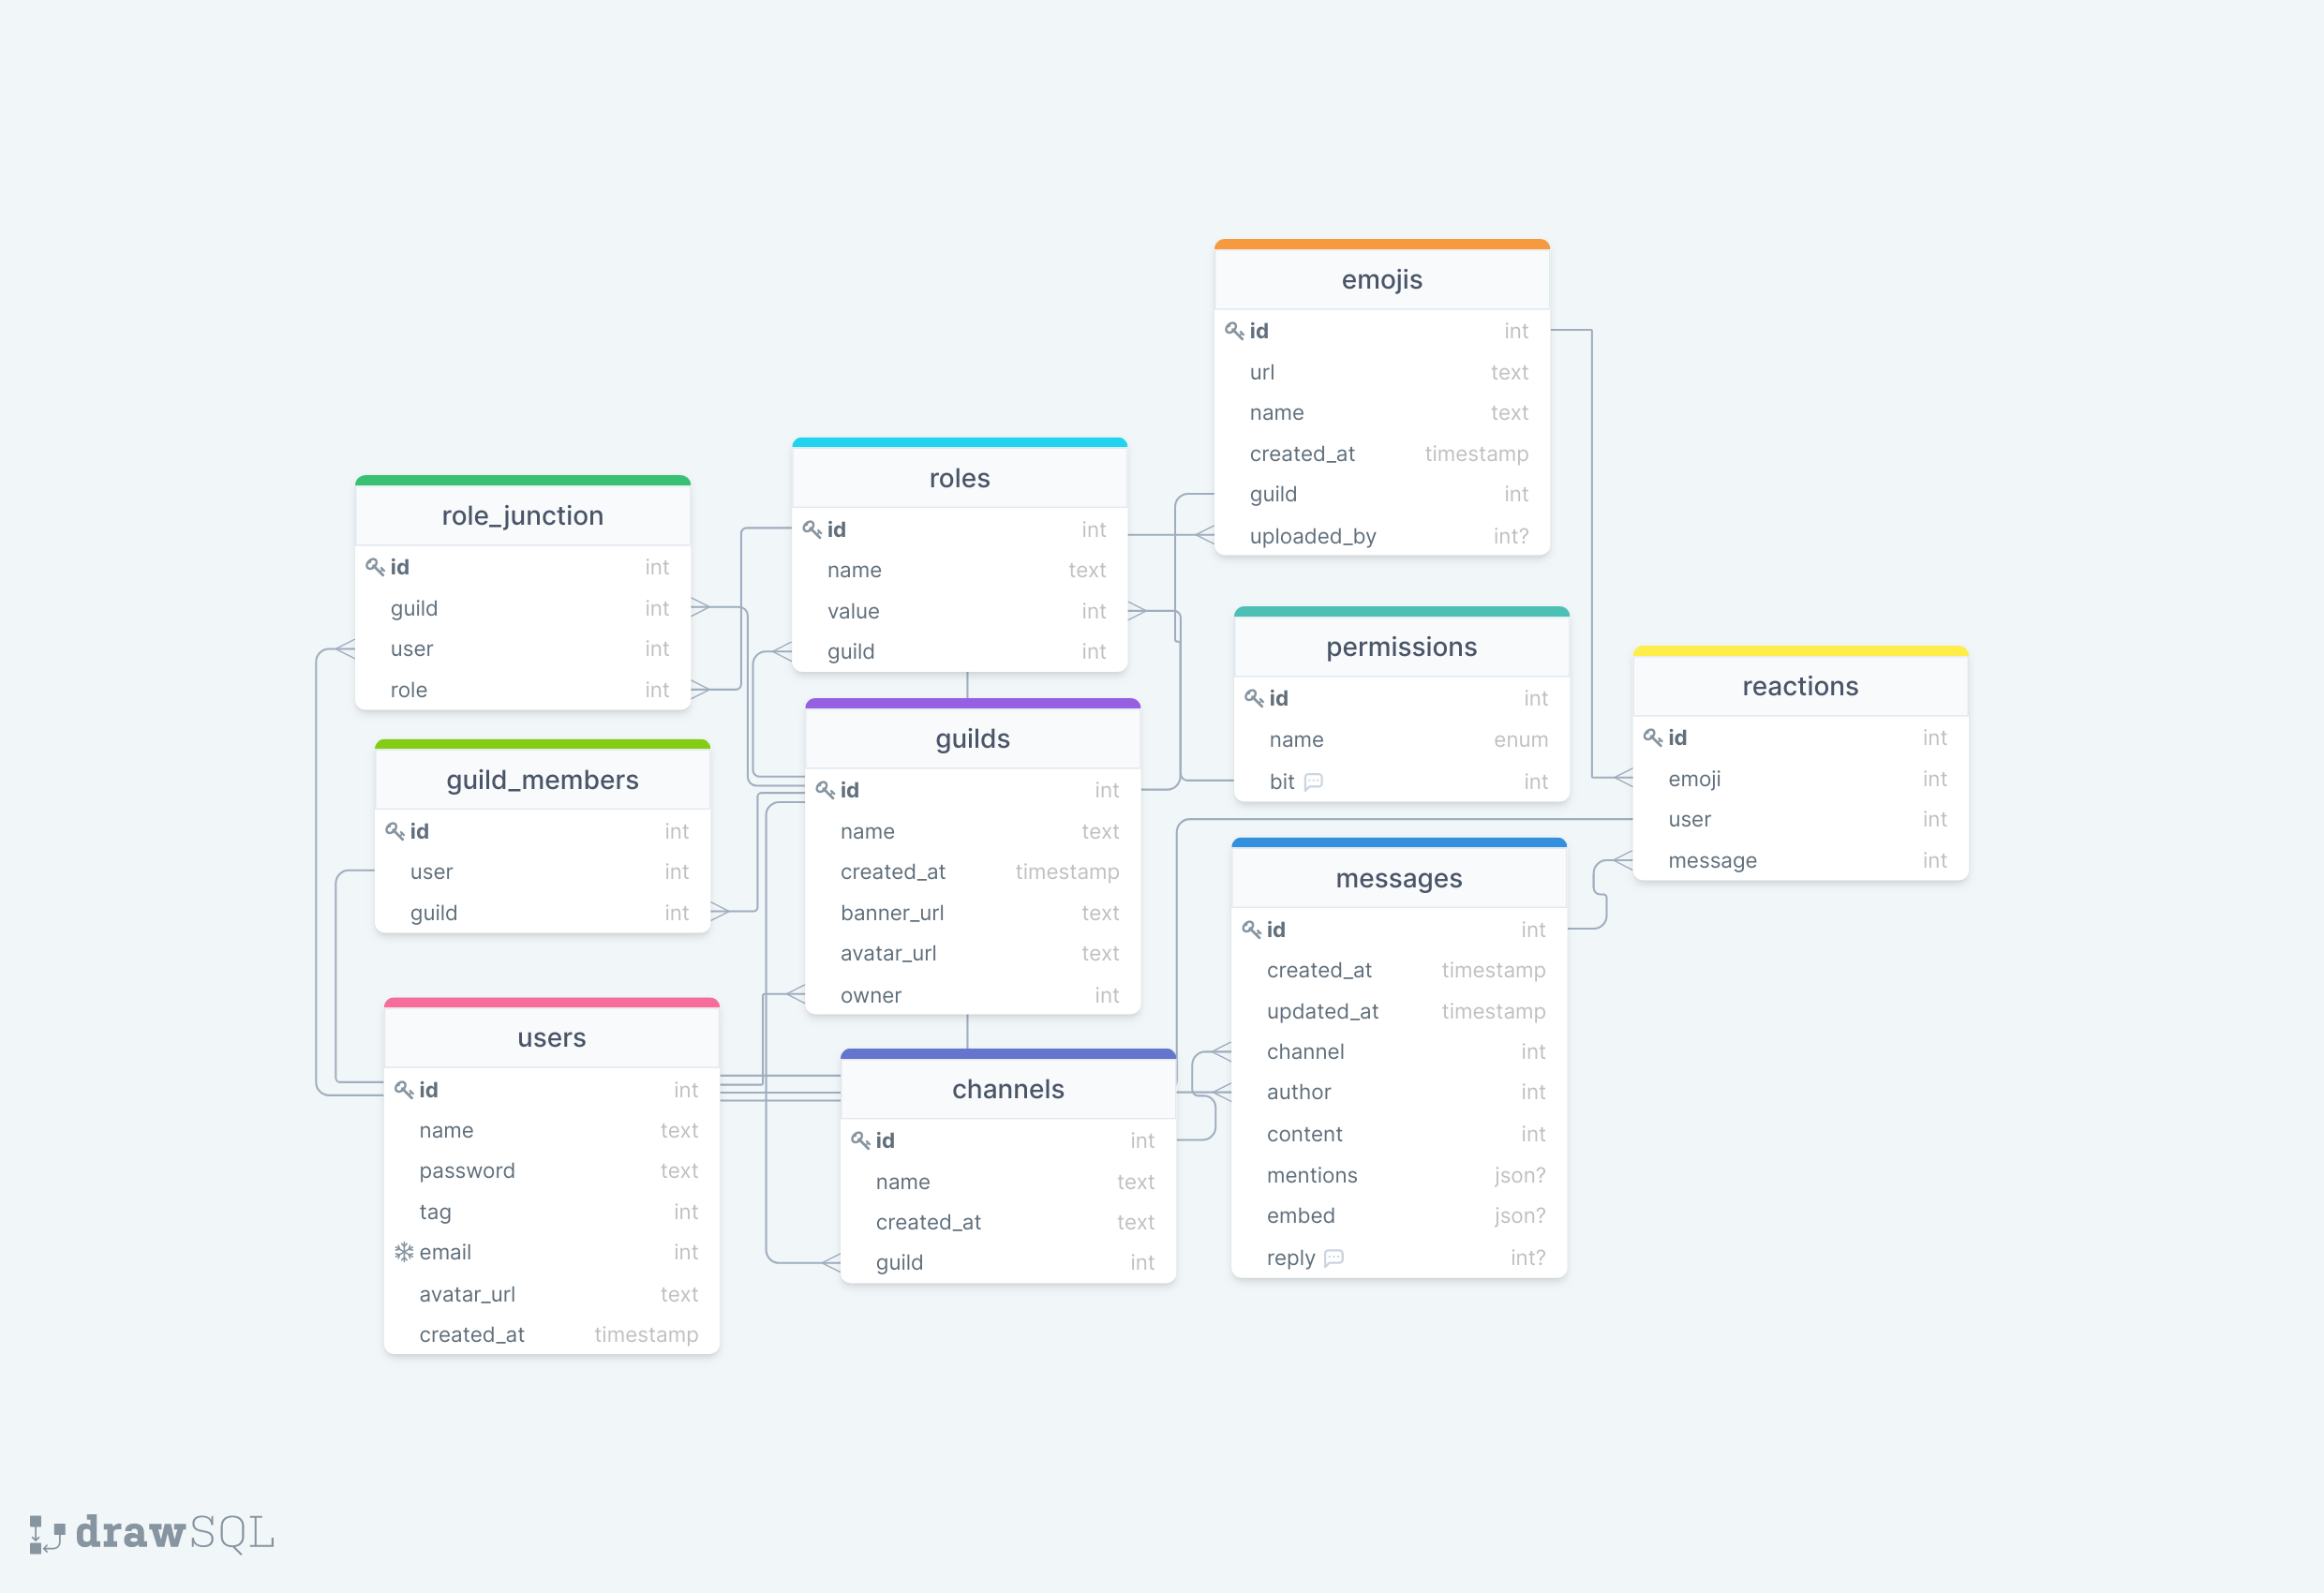 emojis
id int
url text
name text
created_at timestamp
guild int
uploaded_by int?
roles
id int
name text
value int
guild int
role_junction
id int
guild int
user int
role int
permissions
id int
name enum
bit int
reactions
id int
emoji int
user int
message int
guilds
id int
name text
created_at timestamp
banner_url text
avatar_url text
owner int
guild_members
id int
user int
guild int
messages
id int
created_at timestamp
updated_at timestamp
channel int
author int
content int
mentions json?
embed json?
reply int?
users
id int
name text
password text
tag int
email int
avatar_url text
created_at timestamp
channels
id int
name text
created_at text
guild int
drawSQL